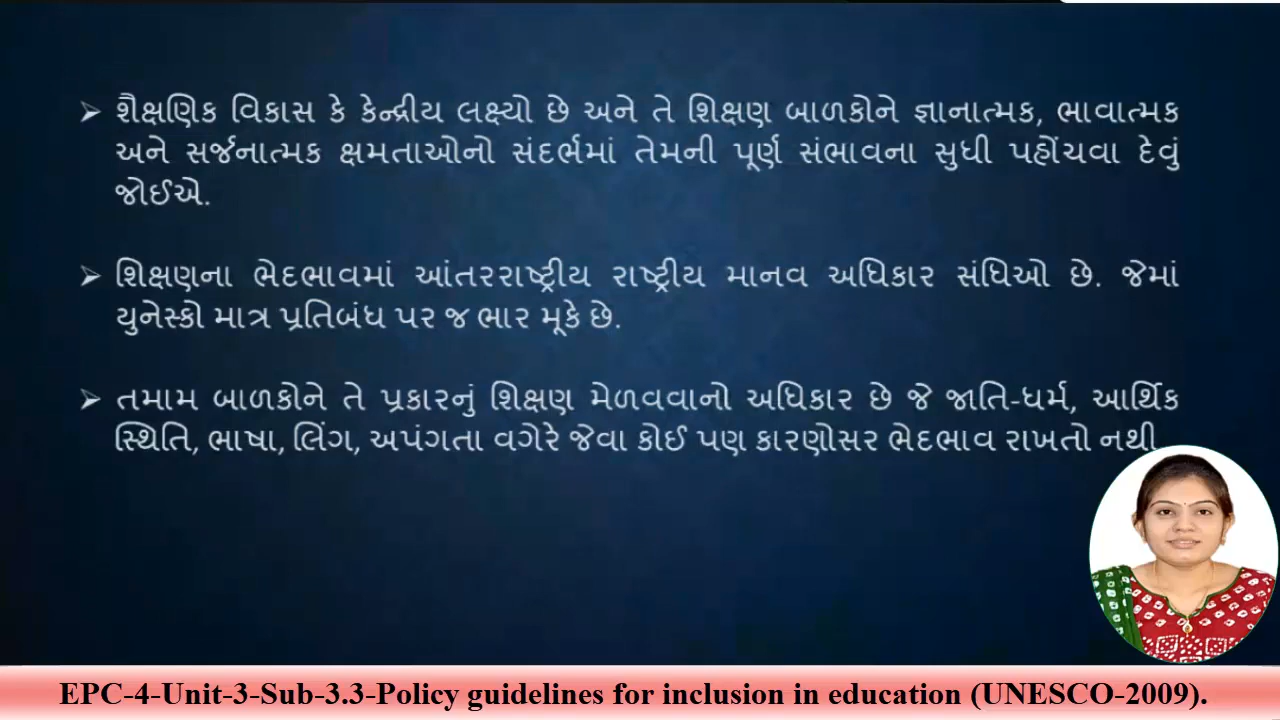 ➢ શૈક્ષણિક વિકાસ કે કેન્દ્રીય લક્ષ્યો છે અને તે શિક્ષણ બાળકોને જ્ઞાનાત્મક, ભાવાત્મક
અને સર્જનાત્મક ક્ષમતાઓનો સંદર્ભમાં તેમની પૂર્ણ સંભાવના સુધી પહોંચવા દેવું
જોઈએ.
➢ શિક્ષણના ભેદભાવમાં આંતરરાષ્ટ્રીય રાષ્ટ્રીય માનવ અધિકાર સંધિઓ છે. જેમાં
યુનેસ્કો માત્ર પ્રતિબંધ પર જ ભાર મૂકે છે.
➢ તમામ બાળકોને તે પ્રકારનું શિક્ષણ મેળવવાનો અધિકાર છે જે જાતિ-ધર્મ, આર્થિક
સ્થિતિ, ભાષા, લિંગ, અપંગતા વગેરે જેવા કોઈ પણ કારણોસર ભેદભાવ રાખતો નથી
EPC-4-Unit-3-Sub-3.3-Policy guidelines for inclusion in education (UNESCO-2009).